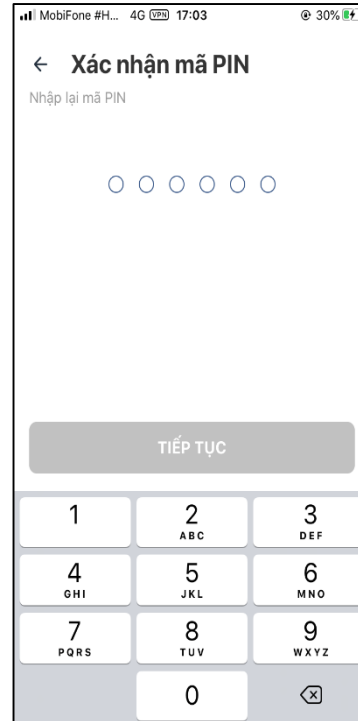 MobiFone #H... 4G VPN 17:03 30%
Xác nhận mã PIN
Nhập lại mã PIN
TIẾP TỤC
1 2 3
ABC DEF
4 5 6
GHI JKL MNO
7 8 9
PQRS TUV WXYZ
0